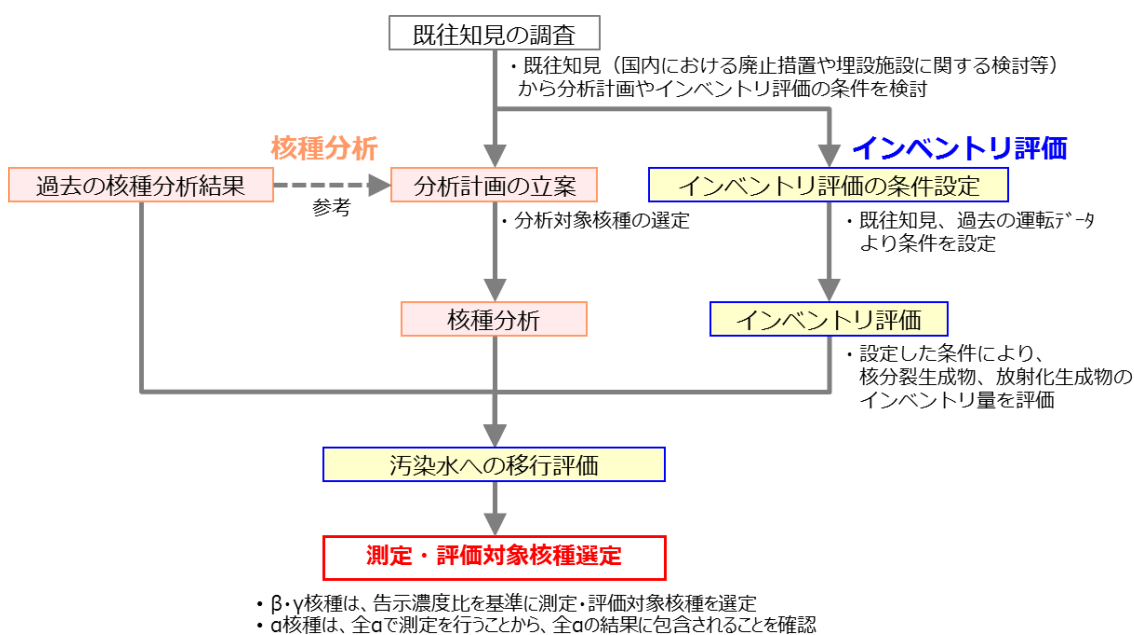 既往知見の調査
・既往知見（国内における廃止措置や埋設施設に関する検討等）
から分析計画やインベントリ評価の条件を検討
核種分析
インベントリ評価
過去の核種分析結果
参考
分析計画の立案
インベントリ評価の条件設定
・分析対象核種の選定
・既往知見、過去の運転ﾃﾞｰﾀ
より条件を設定
核種分析
インベントリ評価
・設定した条件により、
核分裂生成物、放射化生成物の
インベントリ量を評価
汚染水への移行評価
測定・評価対象核種選定
・β・γ核種は、告示濃度比を基準に測定・評価対象核種を選定
・α核種は、全αで測定を行うことから、全αの結果に包含されることを確認